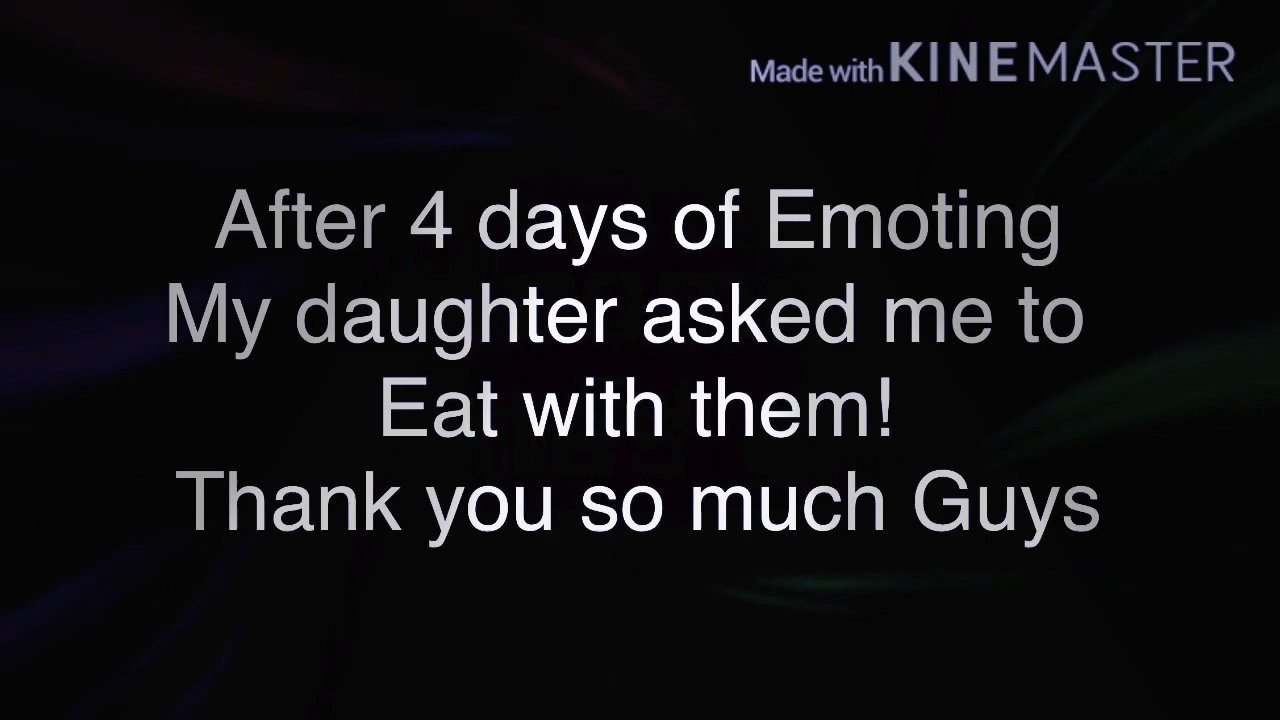 Made with KINEMASTER
After 4 days of Emoting
My daughter asked me to
Eat with them!
Thank you so much Guys